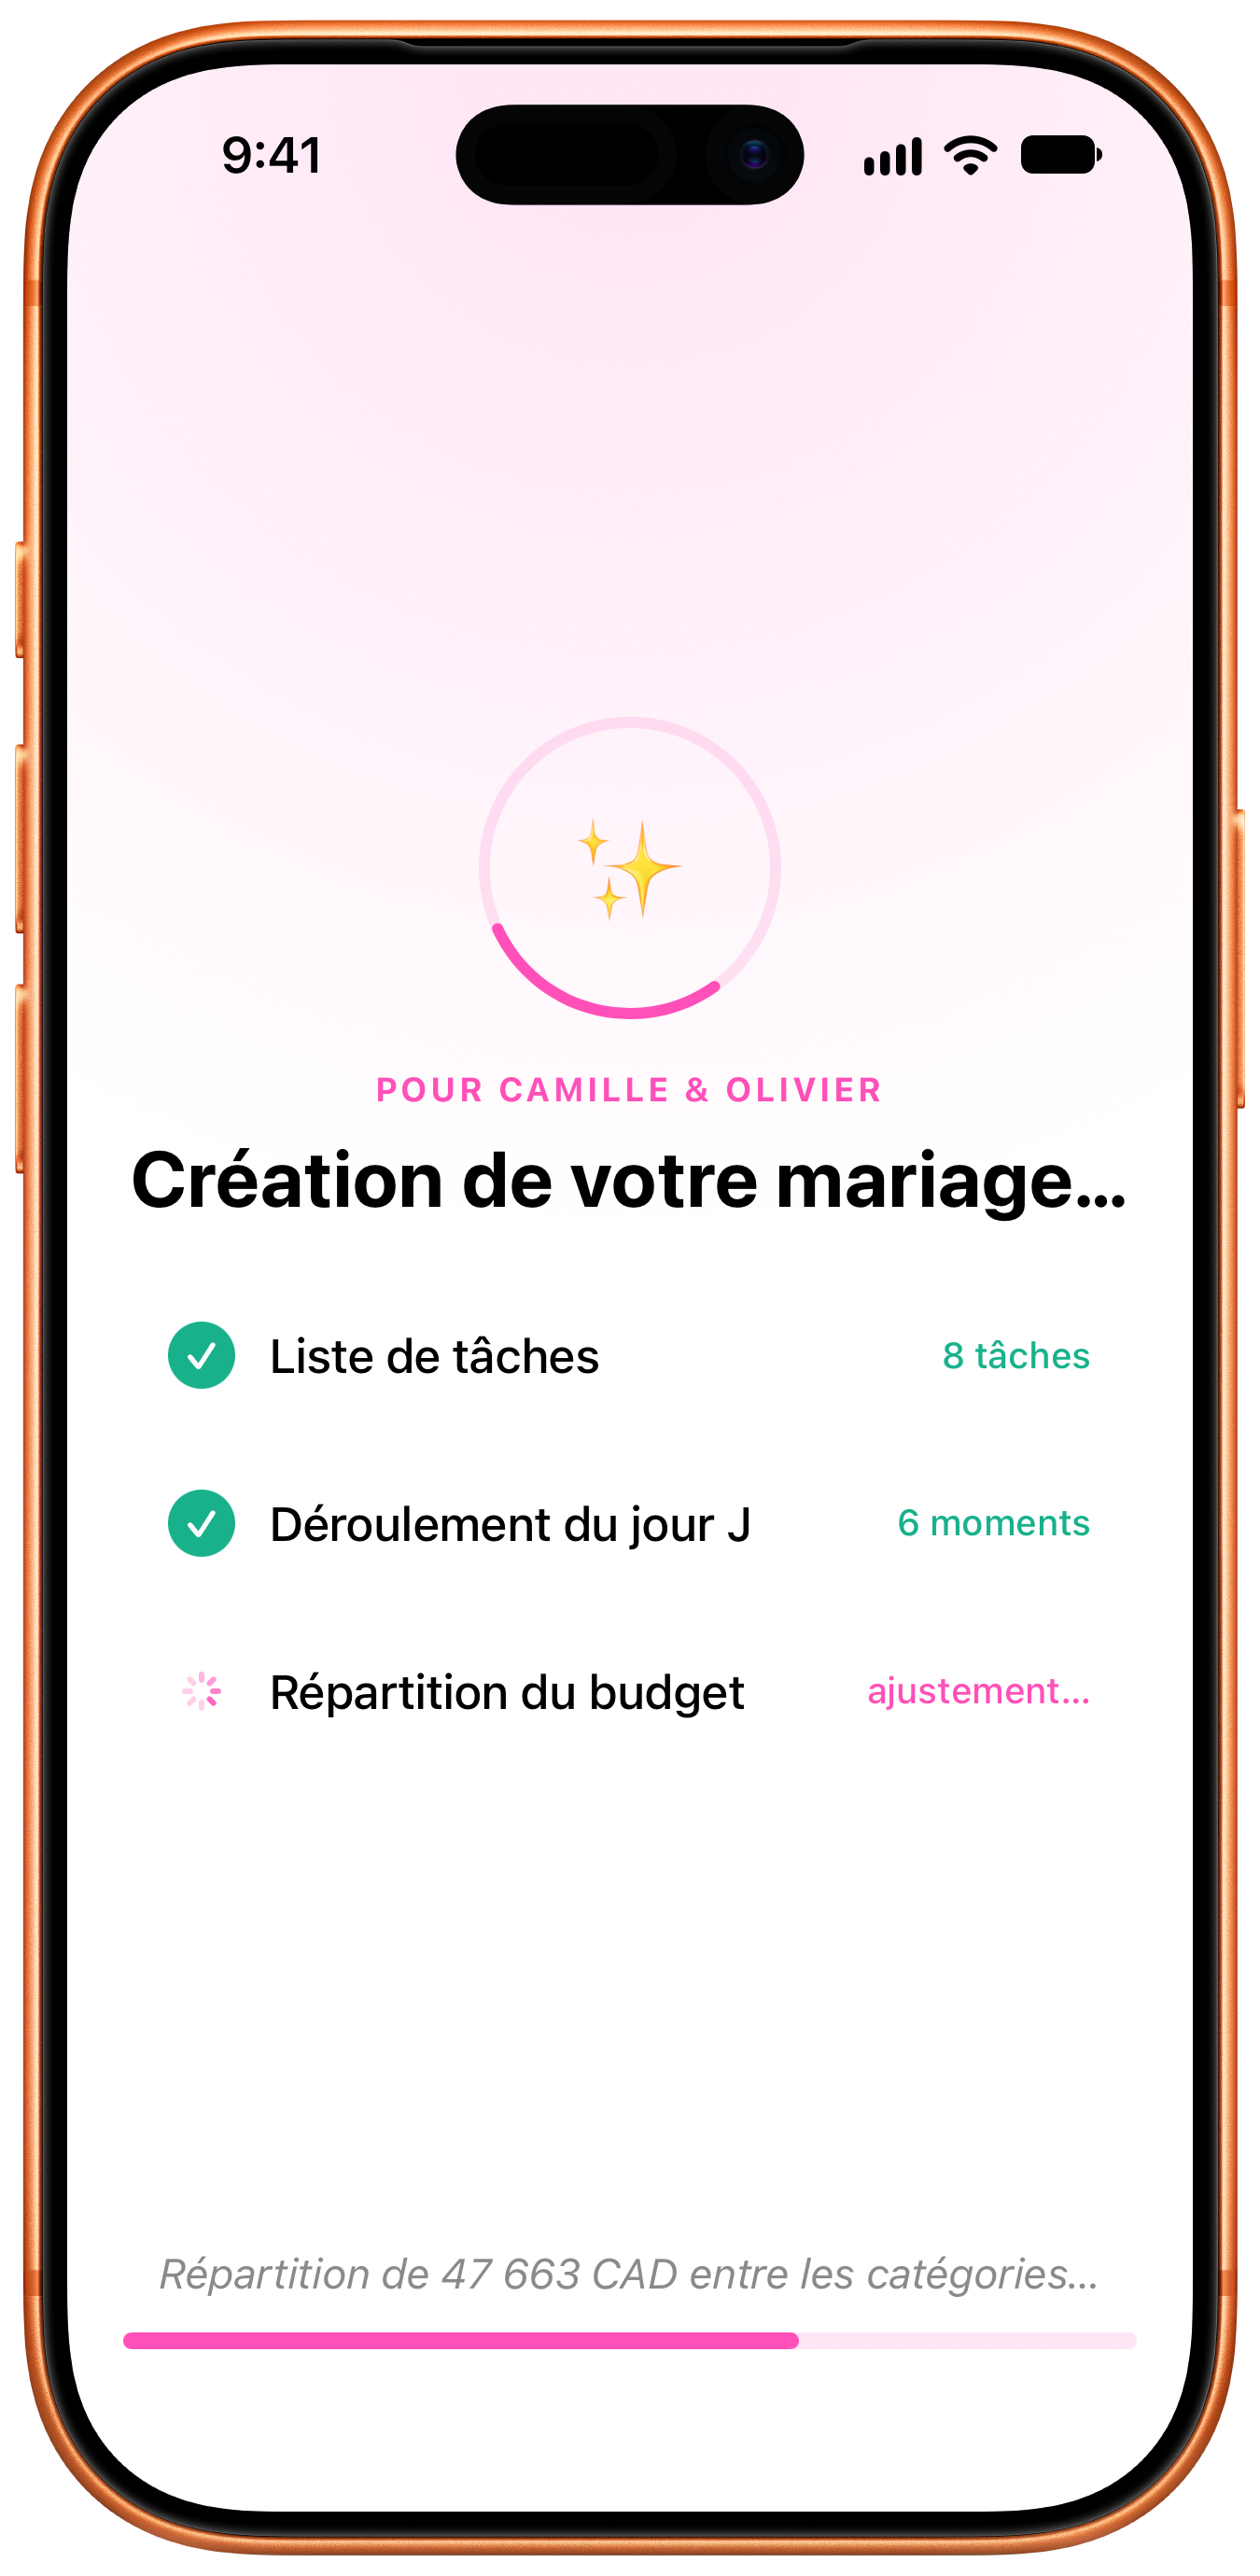 9:41
POUR CAMILLE & OLIVIER
Création de votre mariage...
Liste de tâches 8 tâches
Déroulement du jour J 6 moments
Répartition du budget ajustement...
Répartition de 47 663 CAD entre les catégories...